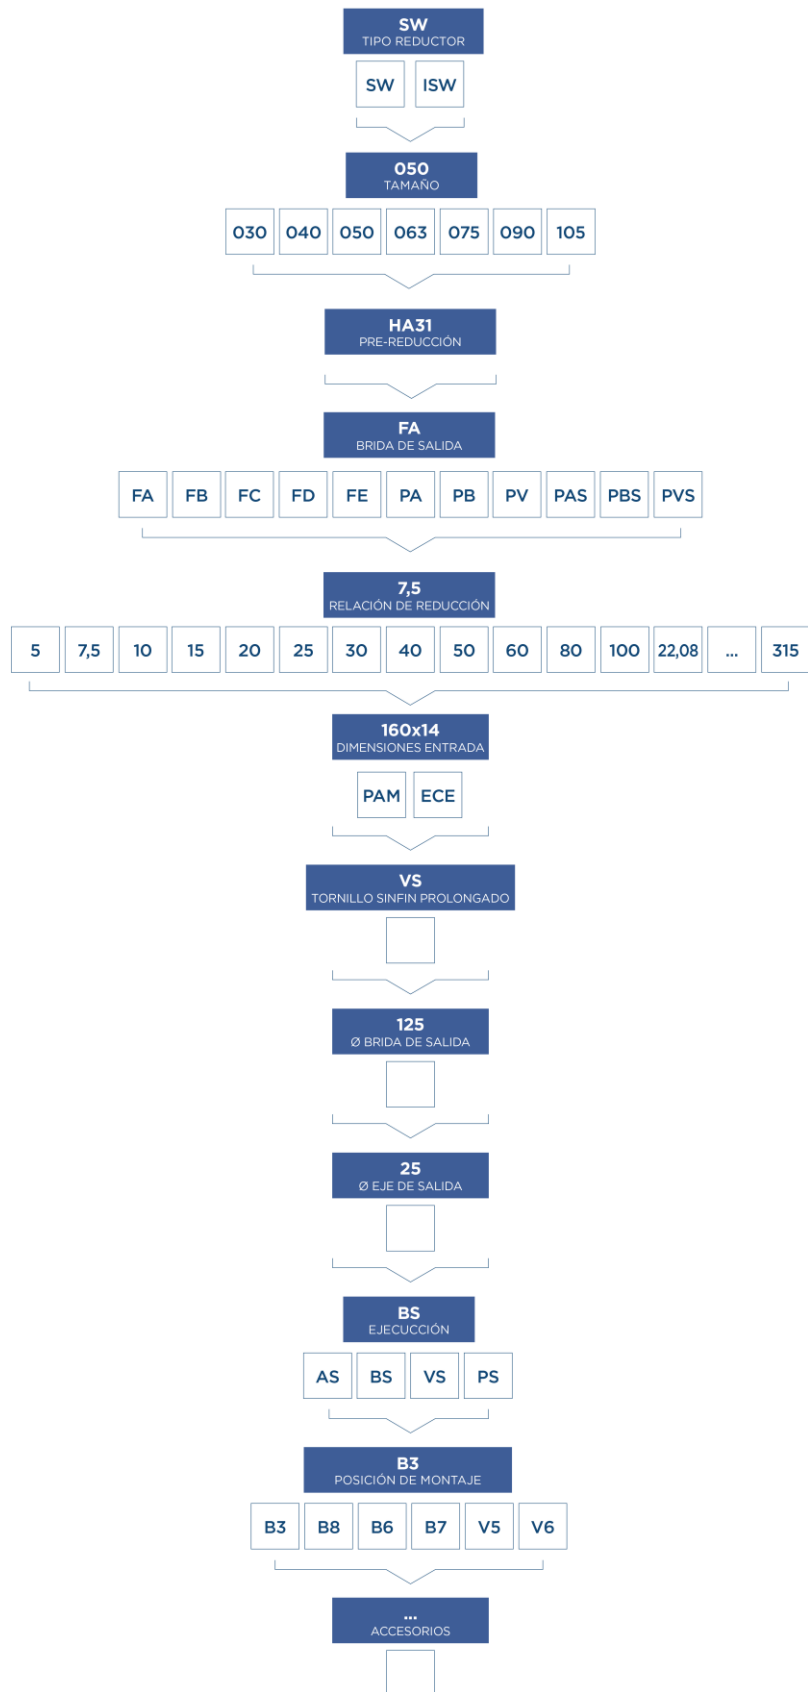 SW
TIPO REDUCTOR
SW ISW
050
TAMAÑO
030 040 050 063 075 090 105
HA31
PRE-REDUCCIÓN
FA
BRIDA DE SALIDA
FA FB FC FD FE PA PB PV PAS PBS PVS
7,5
RELACIÓN DE REDUCCIÓN
5 7,5 10 15 20 25 30 40 50 60 80 100 22,08 ... 315
160x14
DIMENSIONES ENTRADA
PAM ECE
VS
TORNILLO SINFIN PROLONGADO
125
Ø BRIDA DE SALIDA
25
Ø EJE DE SALIDA
BS
EJECUCCIÓN
AS BS VS PS
B3
POSICIÓN DE MONTAJE
B3 B8 B6 B7 V5 V6
...
ACCESORIOS